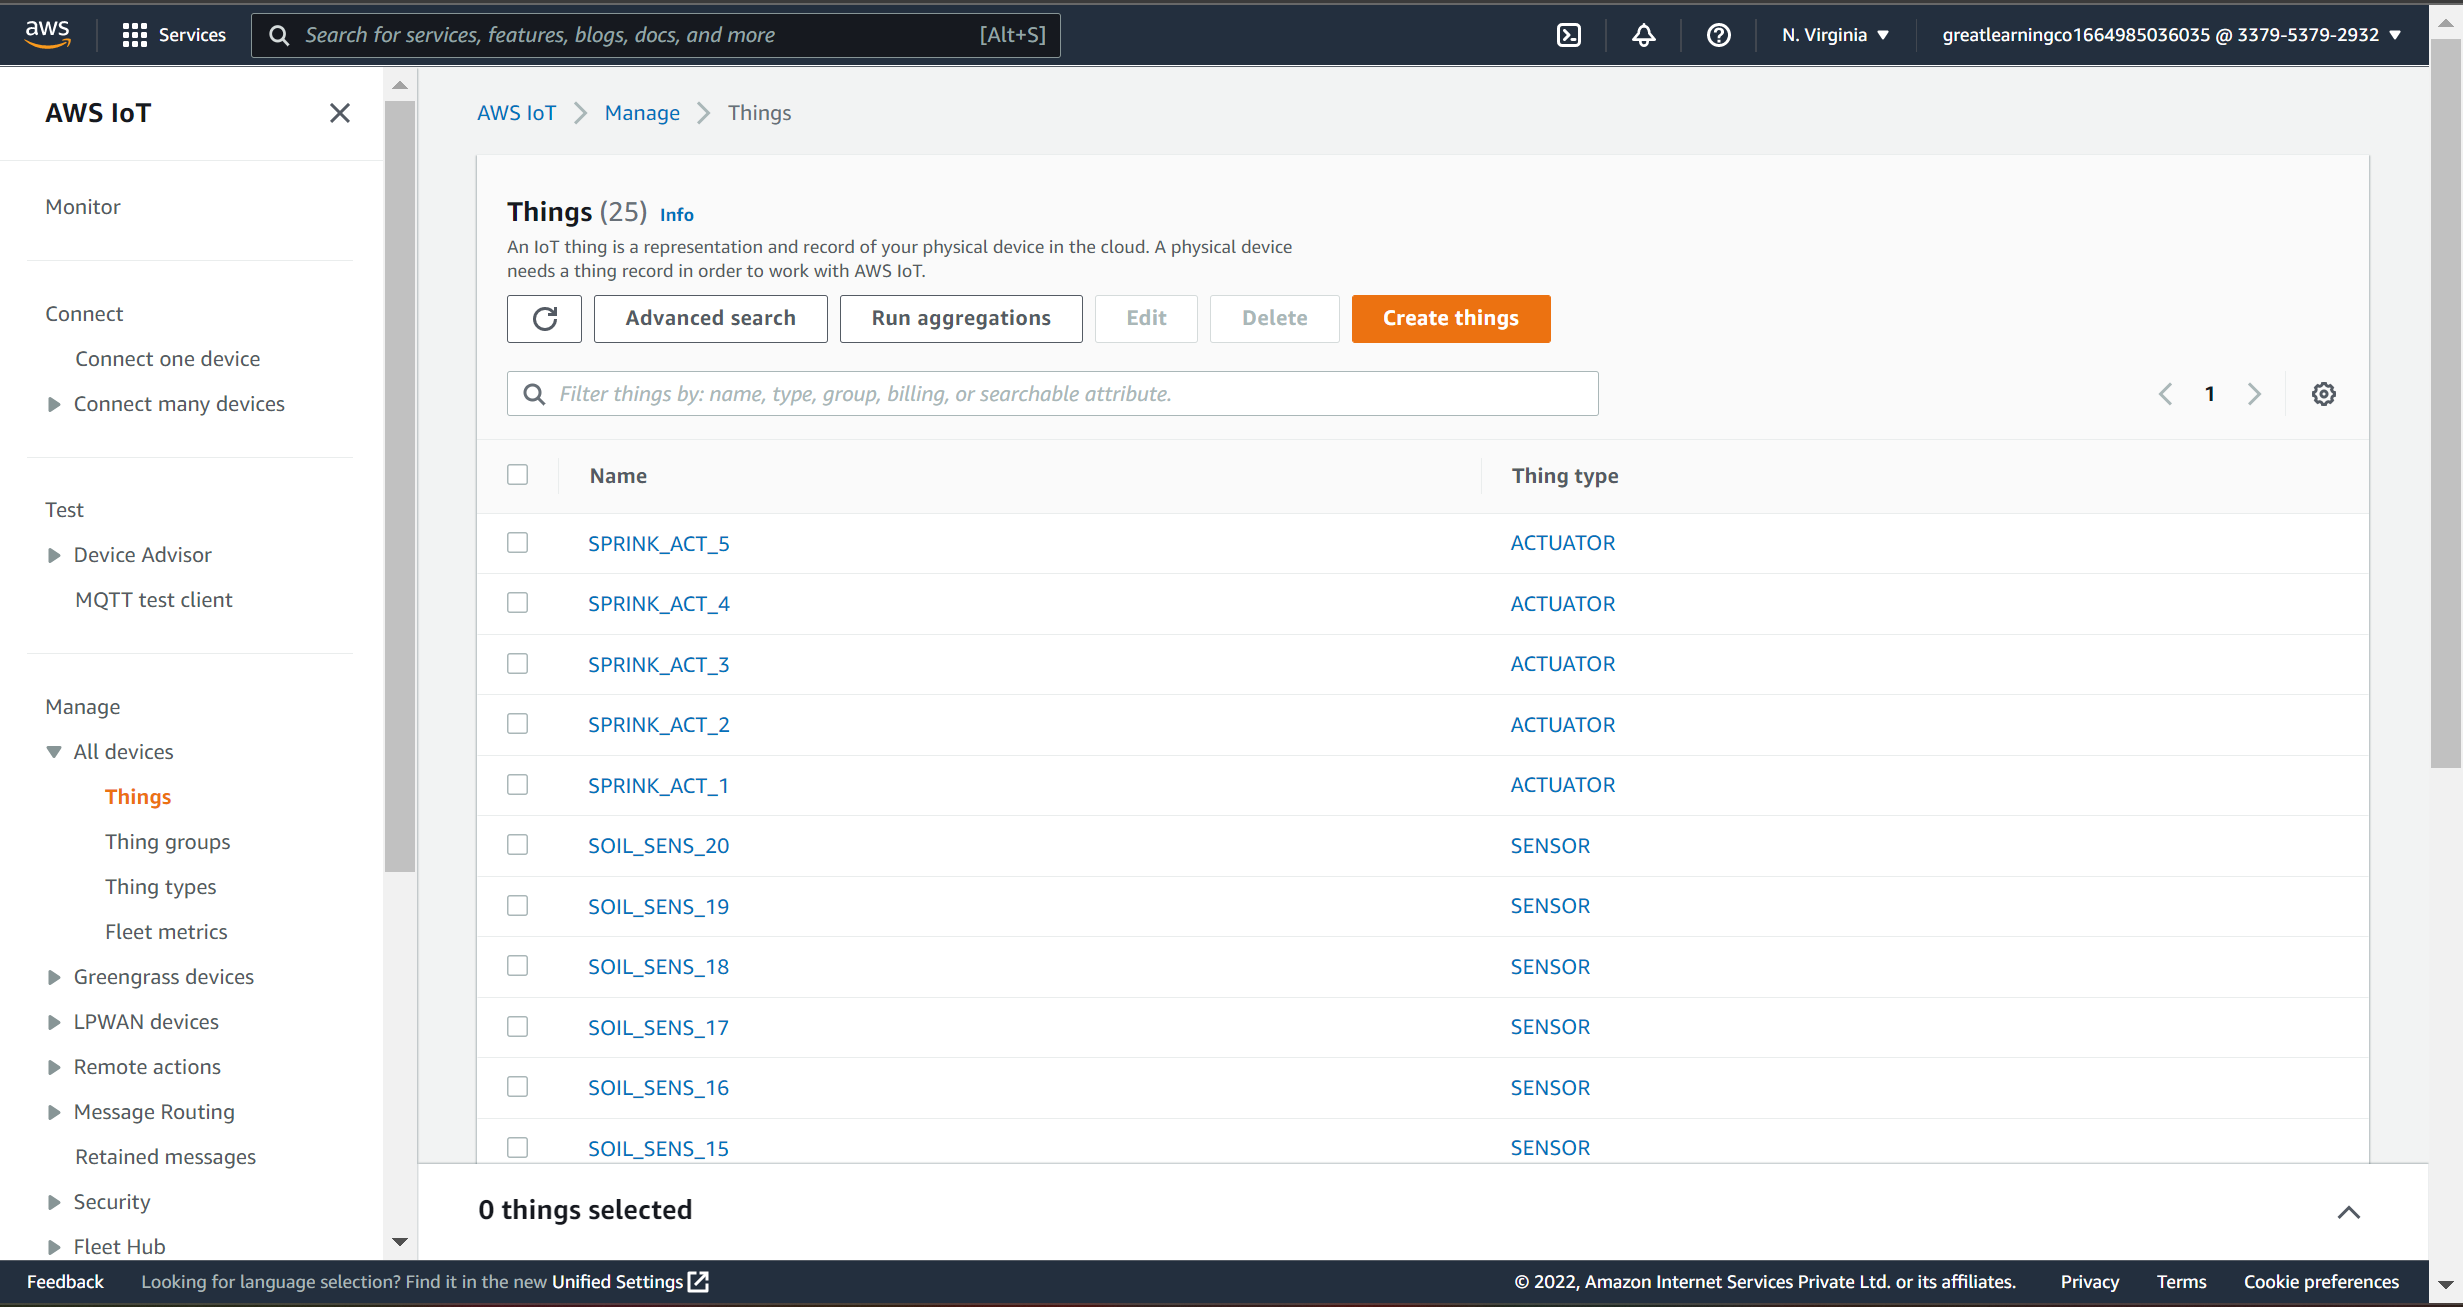 aws
Services
Search for services, features, blogs, docs, and more [Alt+S]
N. Virginia
greatlearningco1664985036035 @ 3379-5379-2932
AWS IoT
Monitor
Connect
Connect one device
Connect many devices
Test
Device Advisor
MQTT test client
Manage
All devices
Things
Thing groups
Thing types
Fleet metrics
Greengrass devices
LPWAN devices
Remote actions
Message Routing
Retained messages
Security
Fleet Hub
AWS IoT Manage Things
Things (25) Info
An IoT thing is a representation and record of your physical device in the cloud. A physical device
needs a thing record in order to work with AWS IoT.
Advanced search Run aggregations Edit Delete Create things
Filter things by: name, type, group, billing, or searchable attribute.
1
Name Thing type
SPRINK_ACT_5 ACTUATOR
SPRINK_ACT_4 ACTUATOR
SPRINK_ACT_3 ACTUATOR
SPRINK_ACT_2 ACTUATOR
SPRINK_ACT_1 ACTUATOR
SOIL_SENS_20 SENSOR
SOIL_SENS_19 SENSOR
SOIL_SENS_18 SENSOR
SOIL_SENS_17 SENSOR
SOIL_SENS_16 SENSOR
SOIL_SENS_15 SENSOR
0 things selected
Feedback Looking for language selection? Find it in the new Unified Settings
© 2022, Amazon Internet Services Private Ltd. or its affiliates. Privacy Terms Cookie preferences